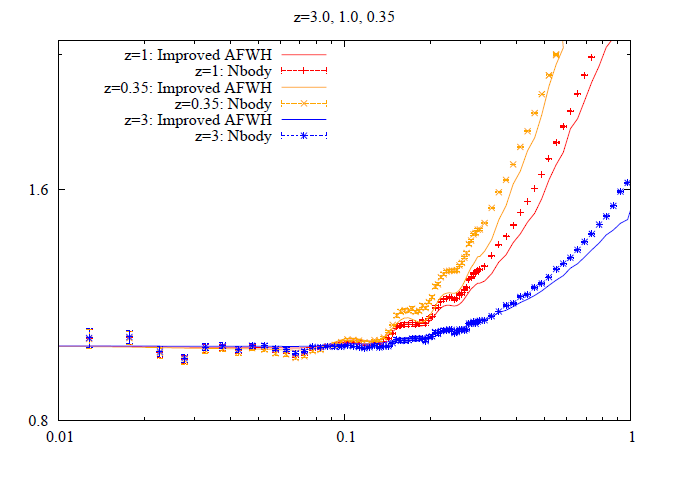 z=3.0, 1.0, 0.35
z=1: Improved AFWH
z=1: Nbody
z=0.35: Improved AFWH
z=0.35: Nbody
z=3: Improved AFWH
z=3: Nbody
1.6
0.8
0.01 0.1 1